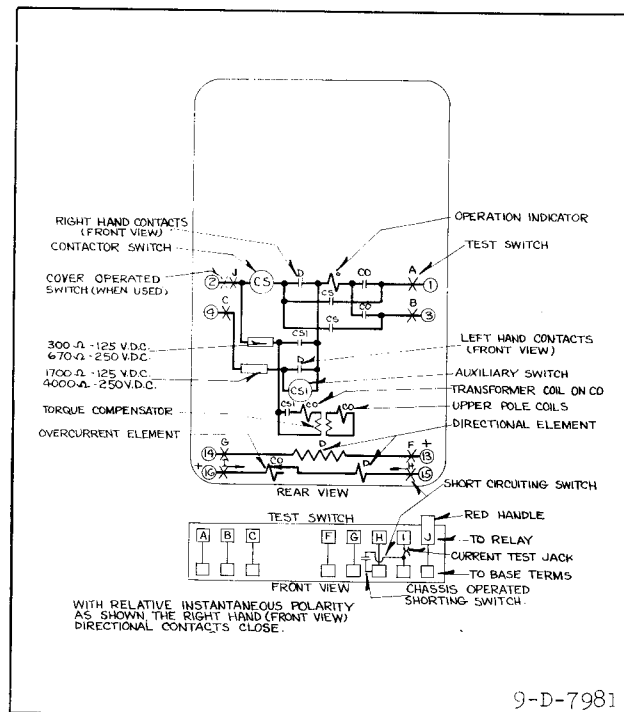 RIGHT HAND CONTACTS
(FRONT VIEW)
CONTACTOR SWITCH
OPERATION INDICATOR
TEST SWITCH
COVER OPERATED
SWITCH (WHEN USED)
2 J CS D O CO A 1
CS
CO B 3
4 C
CS
300 Ω - 125 V.D.C.
670 Ω - 250 V.D.C.
CS1
LEFT HAND CONTACTS
(FRONT VIEW)
1700 Ω - 125 V.D.C.
4000 Ω - 250 V.D.C.
D
CS1
AUXILIARY SWITCH
TRANSFORMER COIL ON CO
TORQUE COMPENSATOR
CS1 CO CO
UPPER POLE COILS
DIRECTIONAL ELEMENT
OVERCURRENT ELEMENT
14 G D F + 13
+ 16 CO D H 15
REAR VIEW
SHORT CIRCUITING SWITCH
TEST SWITCH
RED HANDLE
A B C F G H I J
TO RELAY
CURRENT TEST JACK
TO BASE TERMS
FRONT VIEW
CHASSIS OPERATED
SHORTING SWITCH.
WITH RELATIVE INSTANTANEOUS POLARITY
AS SHOWN THE RIGHT HAND (FRONT VIEW)
DIRECTIONAL CONTACTS CLOSE.
9-D-7981